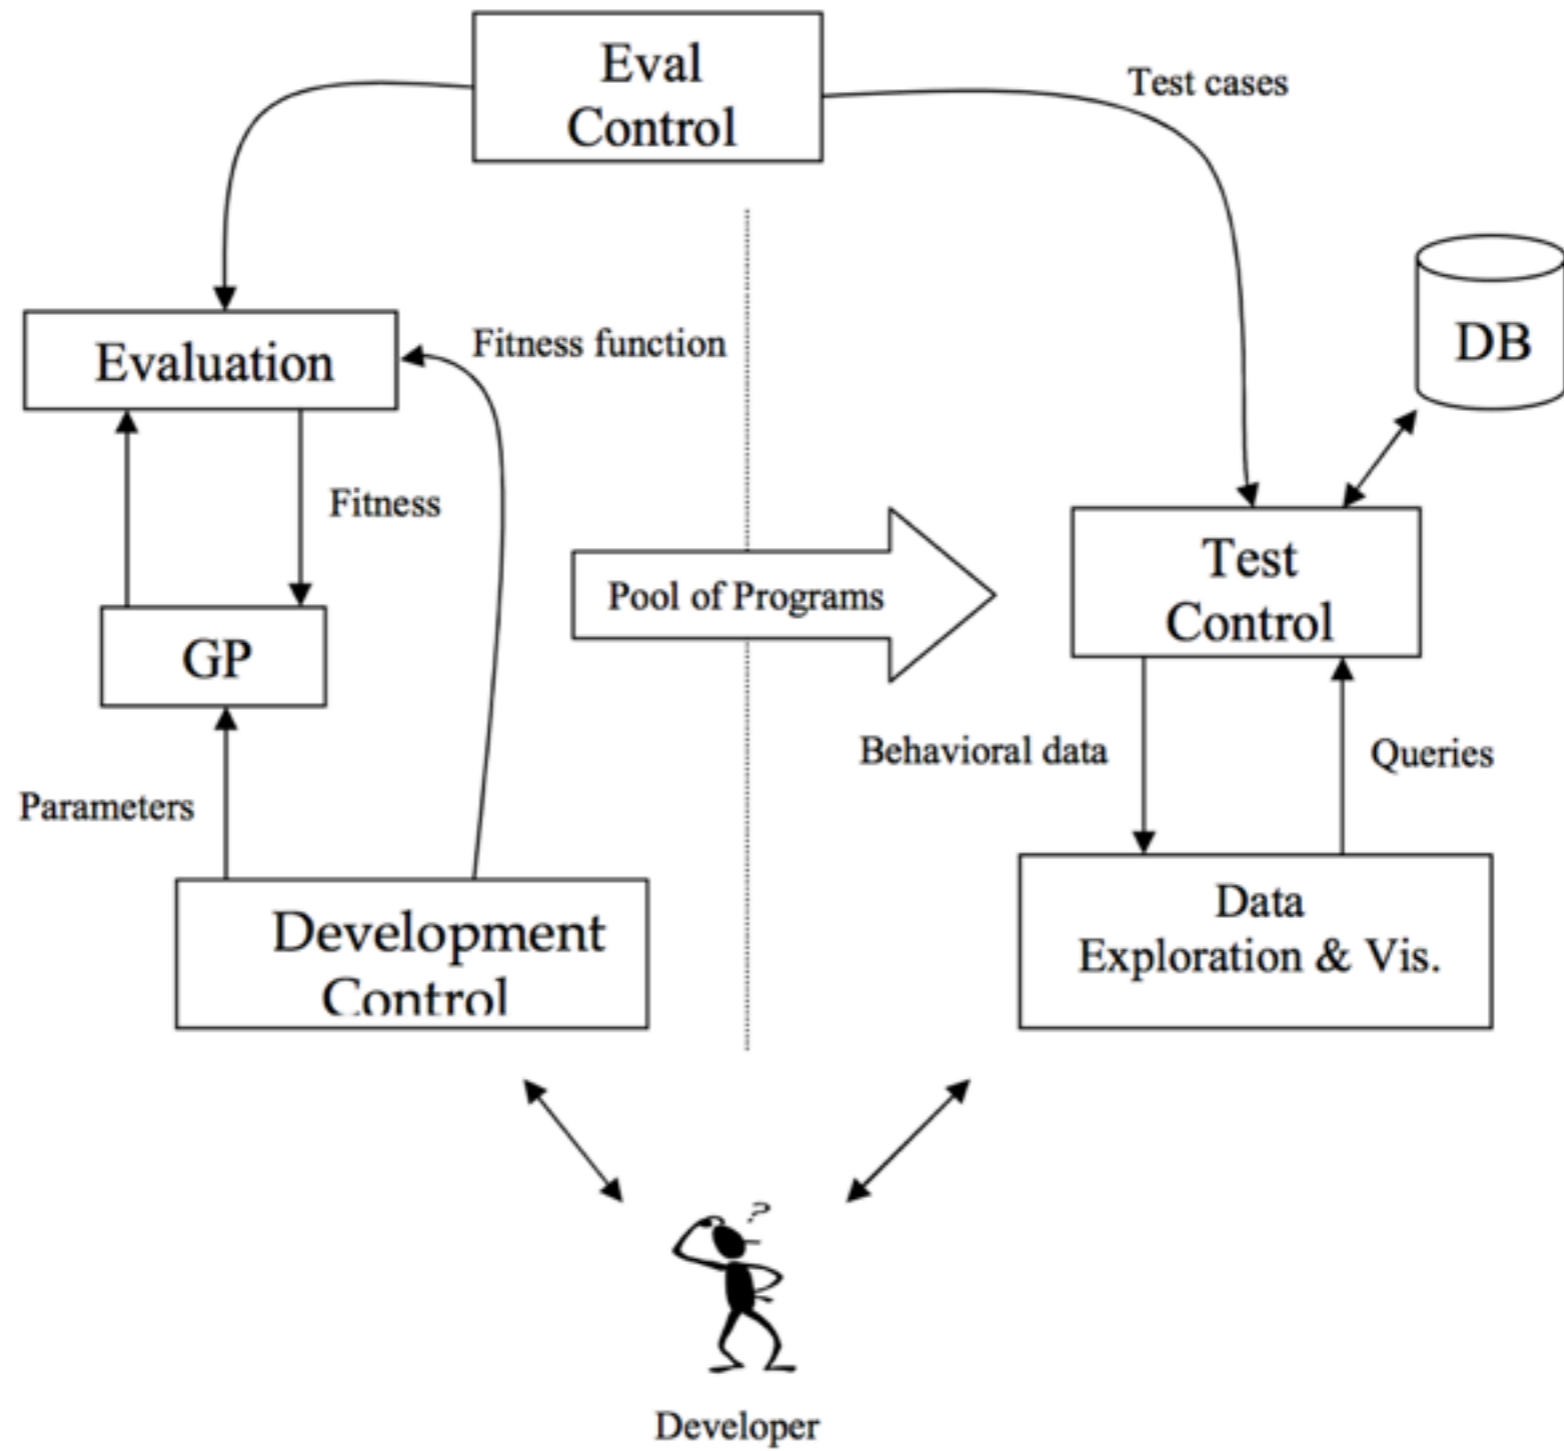 Eval
Control
Test cases
DB
Evaluation
Fitness function
Fitness
Test
Control
Pool of Programs
GP
Behavioral data
Queries
Parameters
Data
Exploration & Vis.
Development
Control
?
Developer